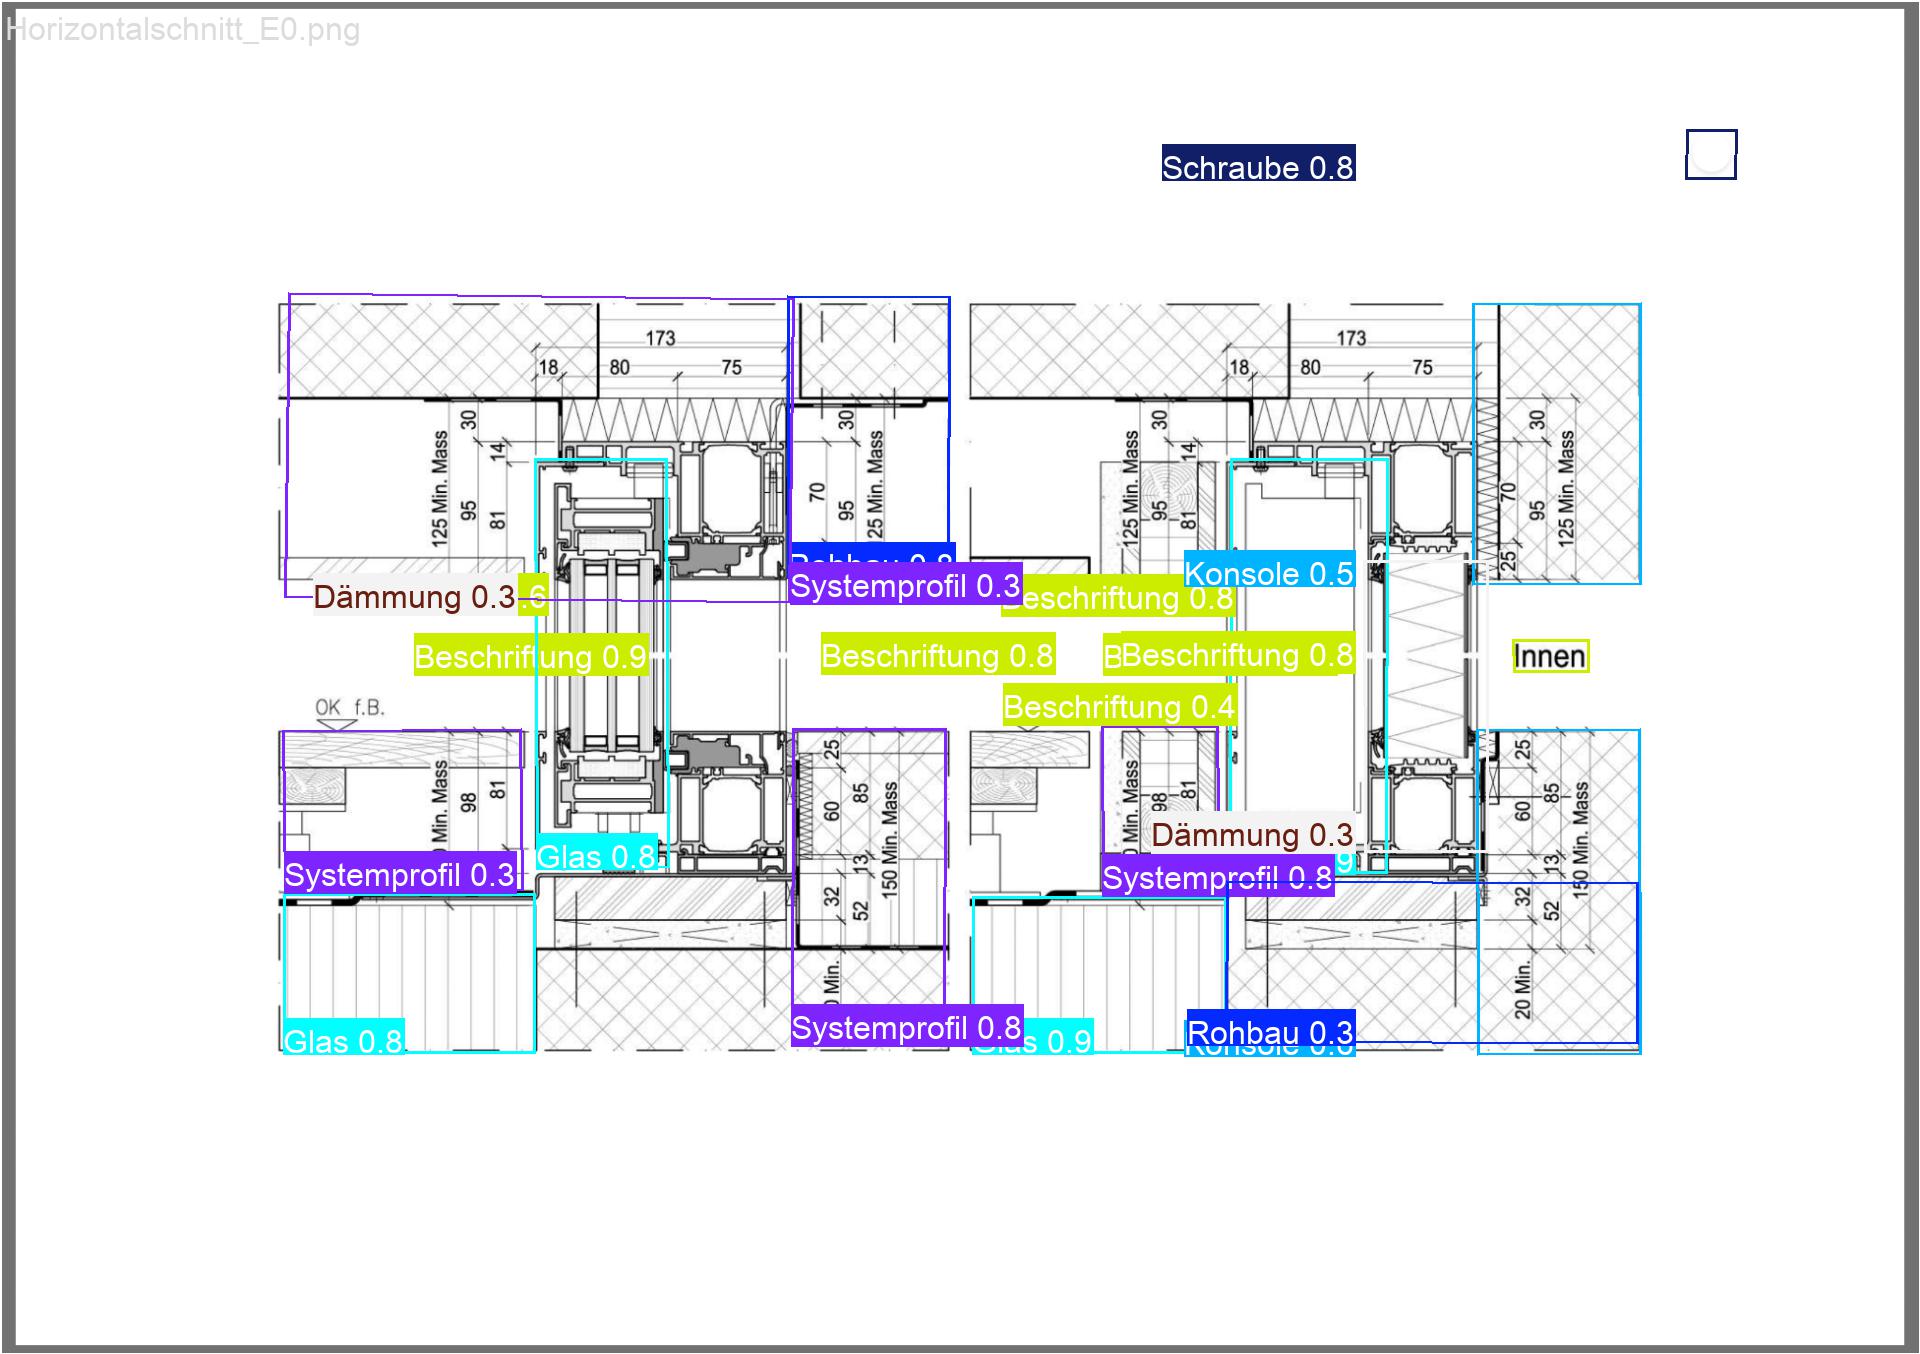 Horizontalschnitt_E0.png
Schraube 0.8
173
18 80 75
30
14
125 Min. Mass
95
81
30
70
95
25 Min. Mass
173
18 80 75
30
14
125 Min. Mass
95
81
30
70
95
125 Min. Mass
25
Rohbau 0.8
Konsole 0.5
Systemprofil 0.3
Dämmung 0.3
.6
Beschriftung 0.8
Beschriftung 0.9
Beschriftung 0.8
B
Beschriftung 0.8
Innen
Beschriftung 0.4
OK f.B.
Min. Mass
98
81
25
60
85
13
32
52
150 Min. Mass
Min. Mass
98
81
25
60
85
13
32
52
150 Min. Mass
Glas 0.8
Dämmung 0.3
9
Systemprofil 0.3
Systemprofil 0.8
0 Min.
20 Min.
Glas 0.8
Systemprofil 0.8
Glas 0.9
Rohbau 0.3
Konsole